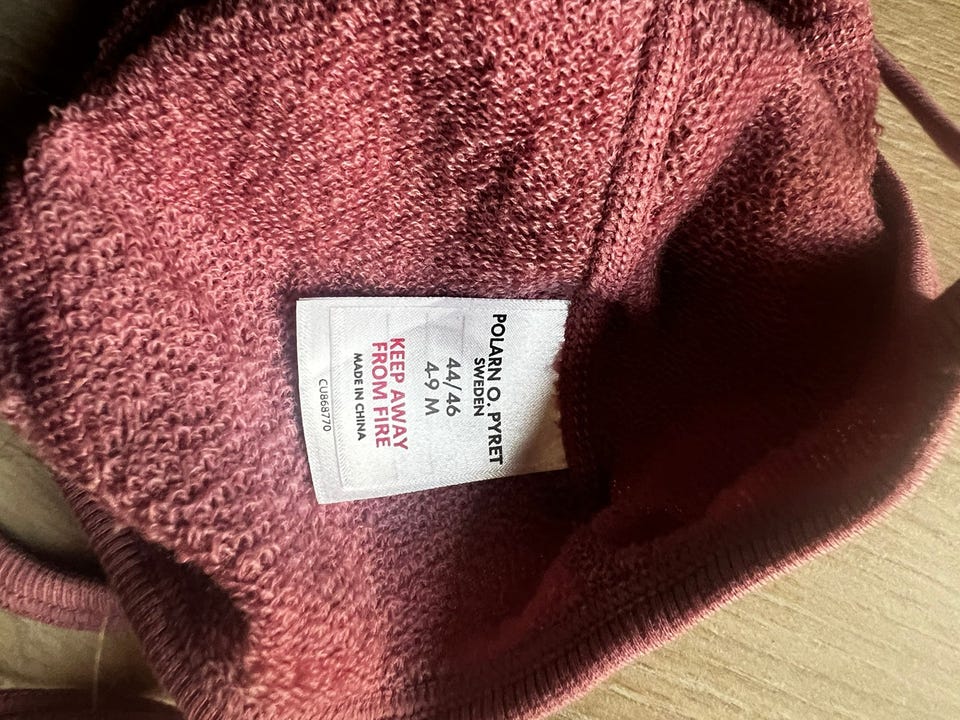 POLARN O. PYRET
SWEDEN
44/46
4-9 M
KEEP AWAY
FROM FIRE
MADE IN CHINA
CU868770